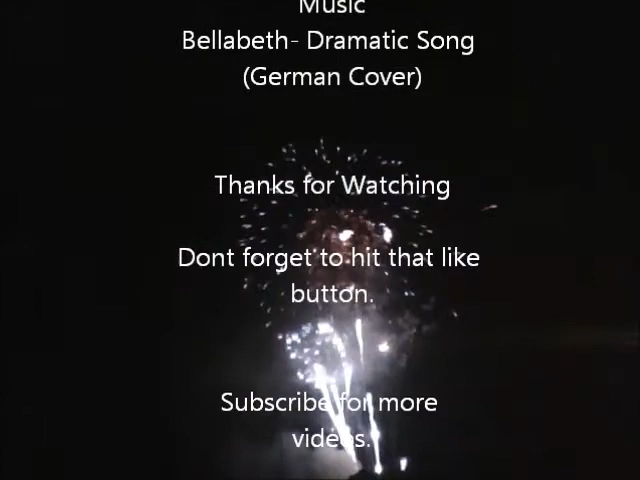 Music
Bellabeth- Dramatic Song
(German Cover)
Thanks for Watching
Dont forget to hit that like
button.
Subscribe for more
videos.